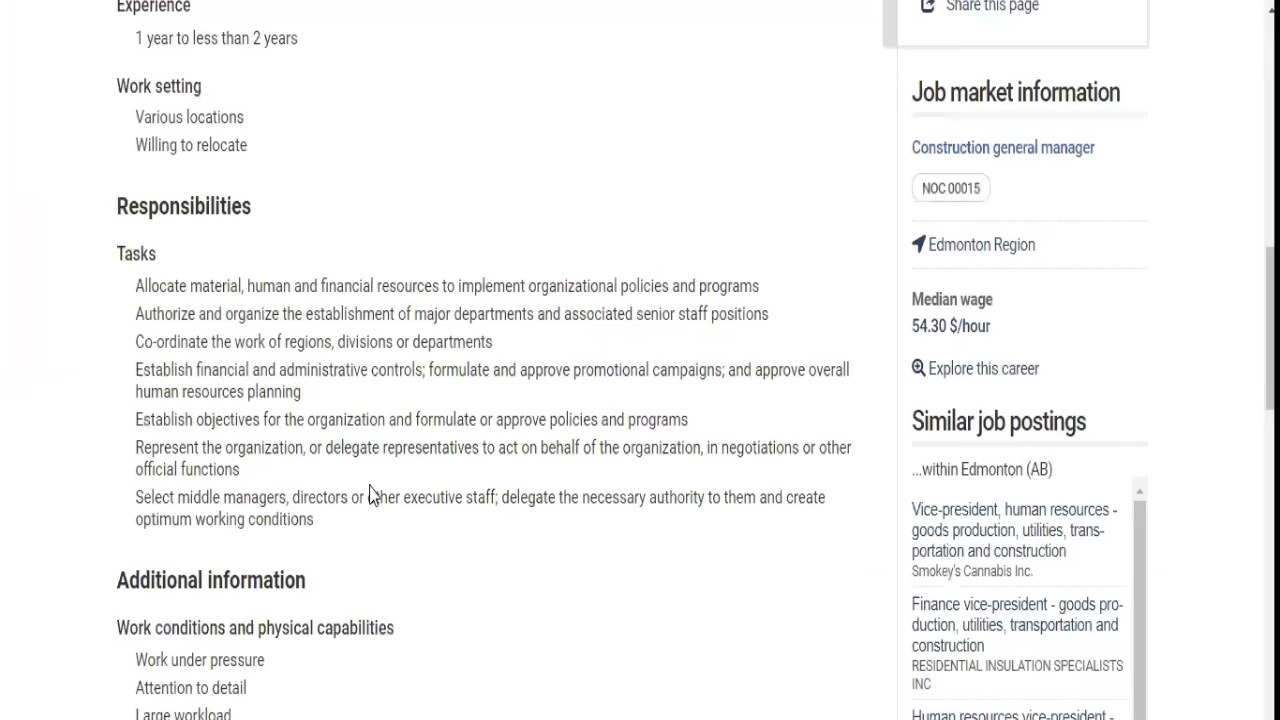 Experience
1 year to less than 2 years
Work setting
Various locations
Willing to relocate
Responsibilities
Tasks
Allocate material, human and financial resources to implement organizational policies and programs
Authorize and organize the establishment of major departments and associated senior staff positions
Co-ordinate the work of regions, divisions or departments
Establish financial and administrative controls; formulate and approve promotional campaigns; and approve overall
human resources planning
Establish objectives for the organization and formulate or approve policies and programs
Represent the organization, or delegate representatives to act on behalf of the organization, in negotiations or other
official functions
Select middle managers, directors or other executive staff; delegate the necessary authority to them and create
optimum working conditions
Additional information
Work conditions and physical capabilities
Work under pressure
Attention to detail
Large workload
Share this page
Job market information
Construction general manager
NOC 00015
Edmonton Region
Median wage
54.30 $/hour
Explore this career
Similar job postings
...within Edmonton (AB)
Vice-president, human resources -
goods production, utilities, trans-
portation and construction
Smokey's Cannabis Inc.
Finance vice-president - goods pro-
duction, utilities, transportation and
construction
RESIDENTIAL INSULATION SPECIALISTS
INC
Human resources vice-president -